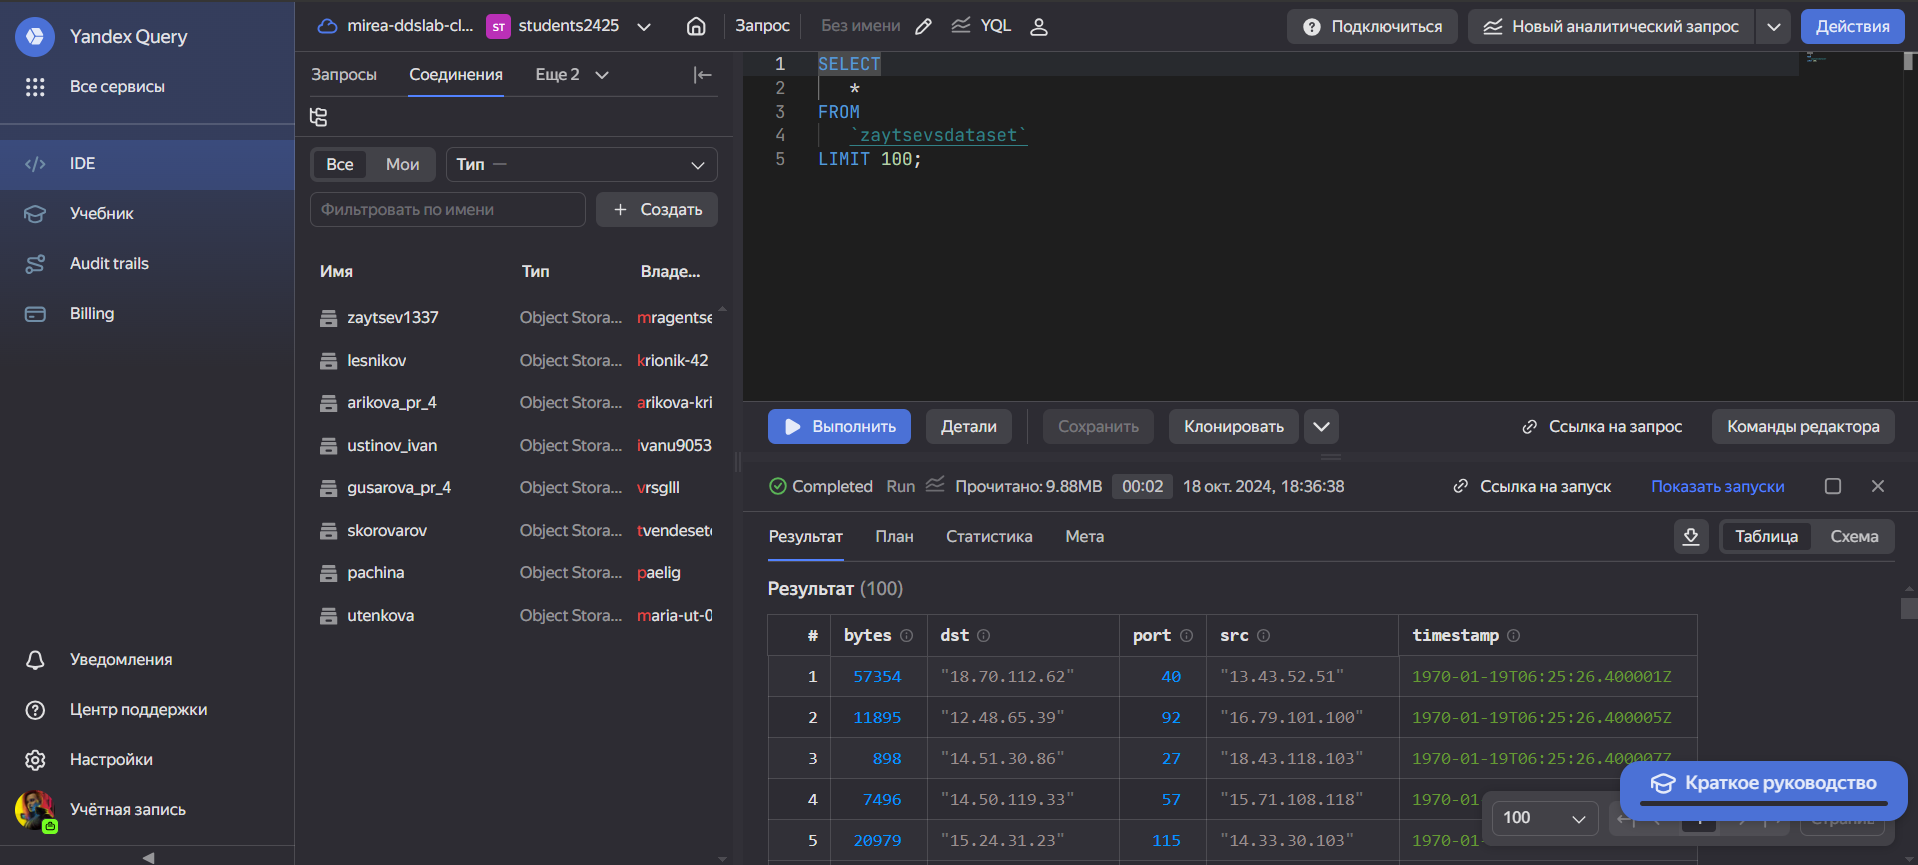 Yandex Query
Все сервисы
IDE
Учебник
Audit trails
Billing
Уведомления
Центр поддержки
Настройки
Учётная запись
mirea-ddslab-cl... ST students2425 Запрос Без имени YQL Подключиться Новый аналитический запрос Действия
Запросы Соединения Еще 2
Все Мои Тип —
Фильтровать по имени + Создать
Имя Тип Владе...
zaytsev1337 Object Stora... mragentse
lesnikov Object Stora... krionik-42
arikova_pr_4 Object Stora... arikova-kri
ustinov_ivan Object Stora... ivanu9053
gusarova_pr_4 Object Stora... vrsglll
skorovarov Object Stora... tvendesete
pachina Object Stora... paelig
utenkova Object Stora... maria-ut-0
1 SELECT
2 *
3 FROM
4 `zaytsevsdataset`
5 LIMIT 100;
Выполнить Детали Сохранить Клонировать Ссылка на запрос Команды редактора
Completed Run Прочитано: 9.88MB 00:02 18 окт. 2024, 18:36:38 Ссылка на запуск Показать запуски
Результат План Статистика Мета Таблица Схема
Результат (100)
# bytes dst port src timestamp
1 57354 "18.70.112.62" 40 "13.43.52.51" 1970-01-19T06:25:26.400001Z
2 11895 "12.48.65.39" 92 "16.79.101.100" 1970-01-19T06:25:26.400005Z
3 898 "14.51.30.86" 27 "18.43.118.103" 1970-01-19T06:25:26.400007Z
4 7496 "14.50.119.33" 57 "15.71.108.118" 1970-01-
5 20979 "15.24.31.23" 115 "14.33.30.103" 1970-01-
Краткое руководство
100